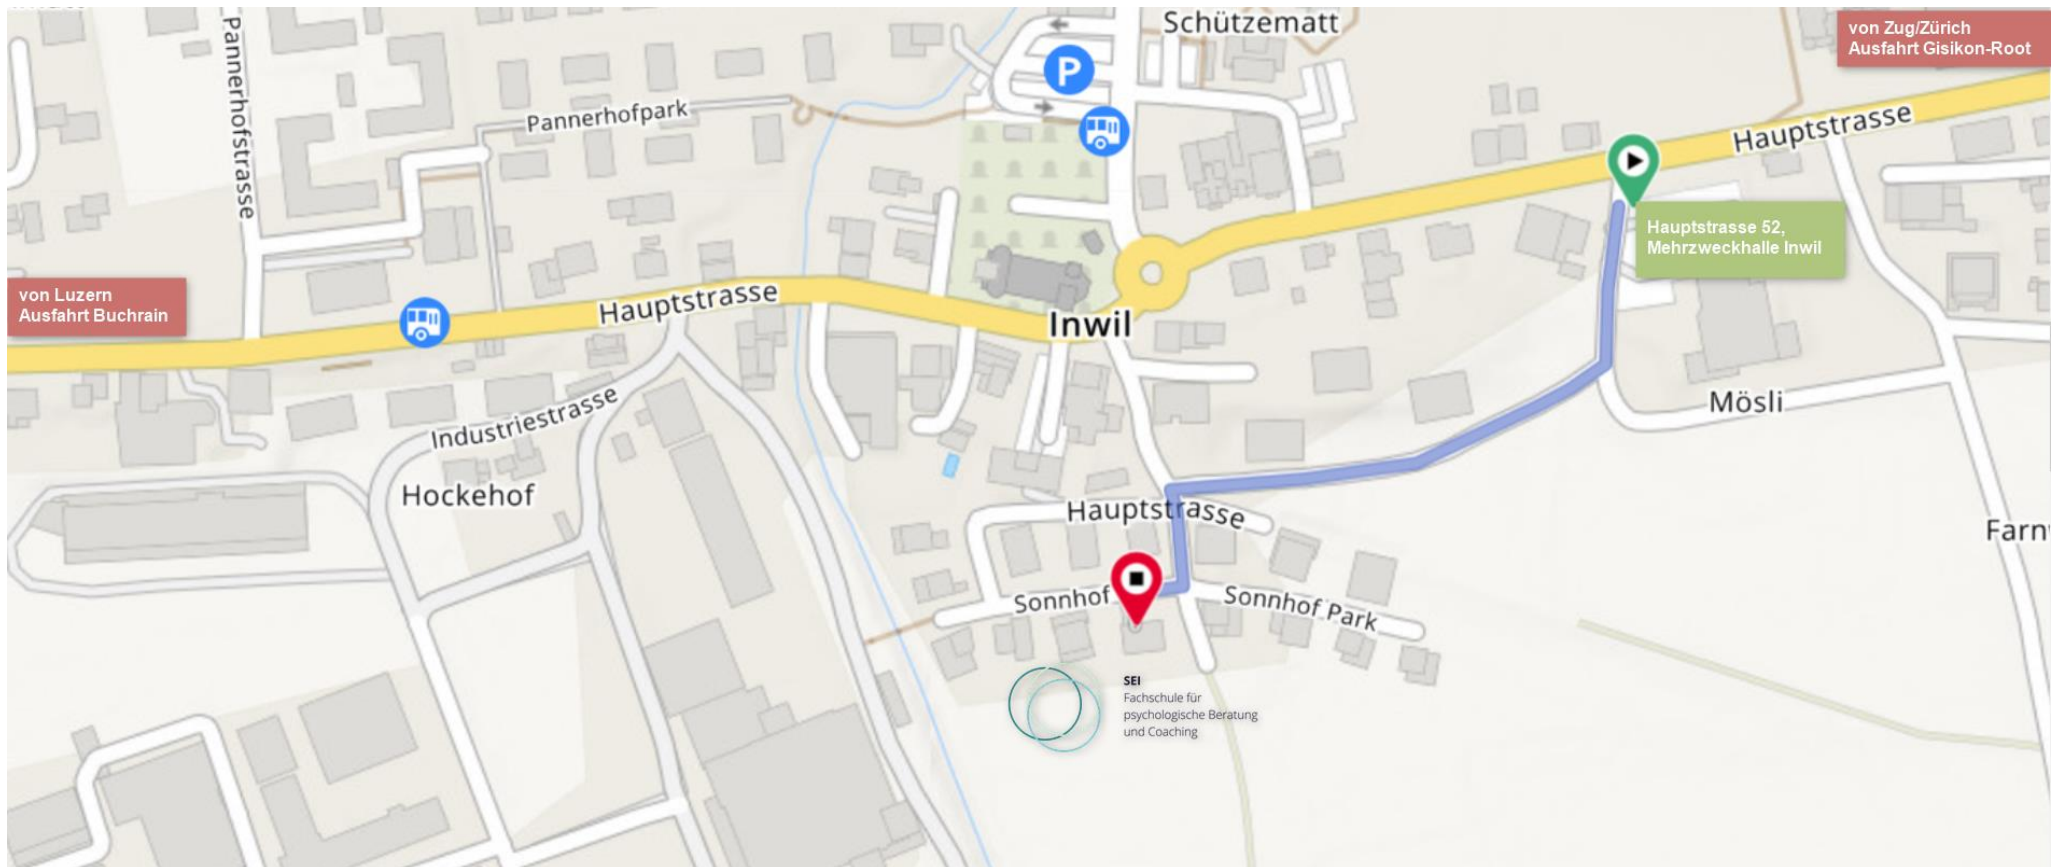 Schützematt
von Zug/Zürich
Ausfahrt Gisikon-Root
Pannerhofstrasse
P
Pannerhofpark
Hauptstrasse
Hauptstrasse 52,
Mehrzweckhalle Inwil
von Luzern
Ausfahrt Buchrain
Hauptstrasse
Inwil
Industriestrasse
Mösli
Hockehof
Hauptstrasse
Farn
Sonnhof
Sonnhof Park
SEI
Fachschule für
psychologische Beratung
und Coaching